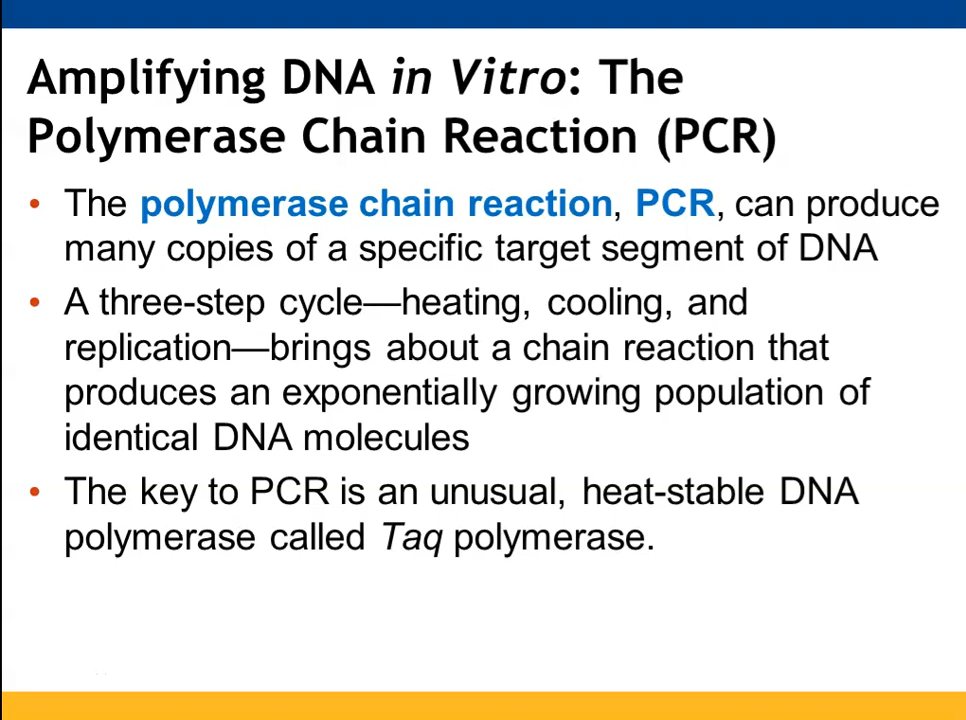 Amplifying DNA in Vitro: The
Polymerase Chain Reaction (PCR)
• The polymerase chain reaction, PCR, can produce
many copies of a specific target segment of DNA
• A three-step cycle—heating, cooling, and
replication—brings about a chain reaction that
produces an exponentially growing population of
identical DNA molecules
• The key to PCR is an unusual, heat-stable DNA
polymerase called Taq polymerase.